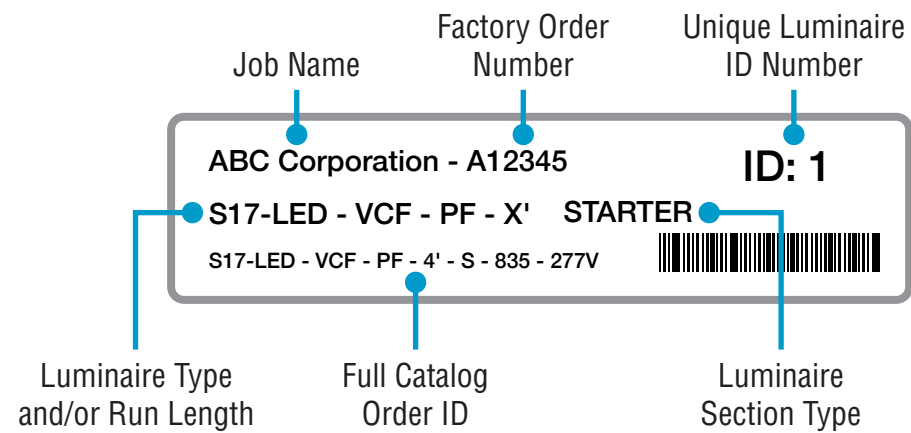 Job Name
Factory Order
Number
Unique Luminaire
ID Number
ABC Corporation - A12345
ID: 1
S17-LED - VCF - PF - X'
STARTER
S17-LED - VCF - PF - 4' - S - 835 - 277V
Luminaire Type
and/or Run Length
Full Catalog
Order ID
Luminaire
Section Type